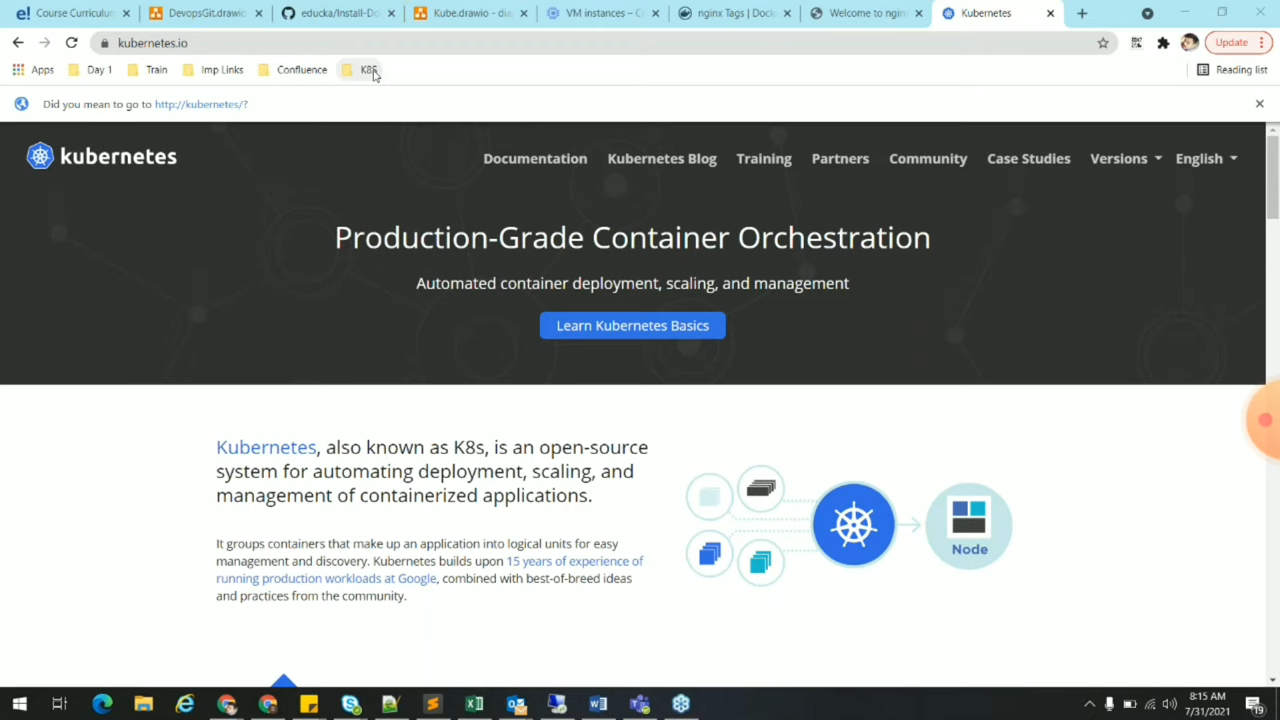 e! Course Curriculum
DevopsGit.drawio
educka/Install-Do
Kube.drawio - dia
VM instances – G
nginx Tags | Dock
Welcome to nginx
Kubernetes
kubernetes.io
Update
Apps
Day 1
Train
Imp Links
Confluence
K8S
Reading list
Did you mean to go to http://kubernetes/?
kubernetes
Documentation
Kubernetes Blog
Training
Partners
Community
Case Studies
Versions
English
Production-Grade Container Orchestration
Automated container deployment, scaling, and management
Learn Kubernetes Basics
Kubernetes, also known as K8s, is an open-source
system for automating deployment, scaling, and
management of containerized applications.
It groups containers that make up an application into logical units for easy
management and discovery. Kubernetes builds upon 15 years of experience of
running production workloads at Google, combined with best-of-breed ideas
and practices from the community.
Node
8:15 AM
7/31/2021
19